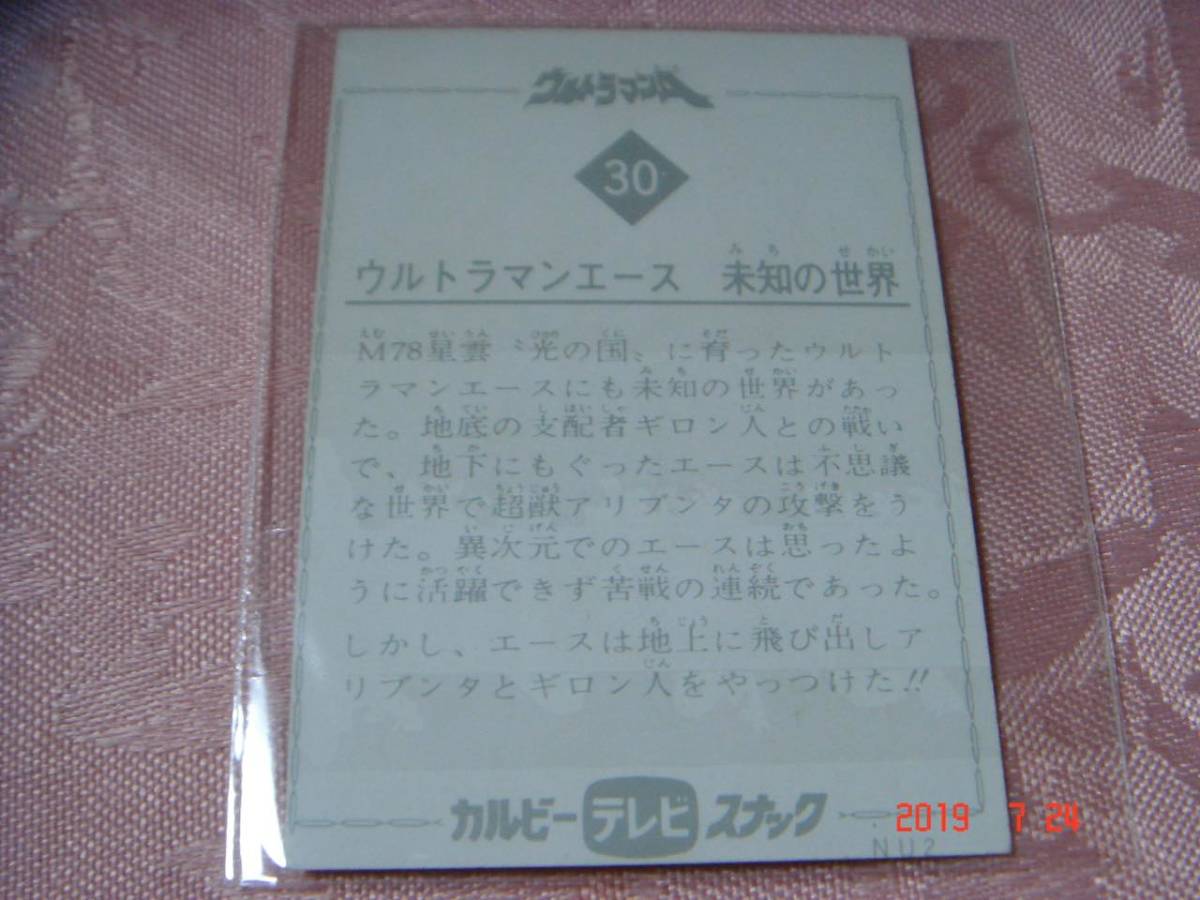 ウルトラマンA
30
ウルトラマンエース 未知の世界
M78星雲〝光の国〟に育ったウルト
ラマンエースにも未知の世界があっ
た。地底の支配者ギロン人との戦い
で、地下にもぐったエースは不思議
な世界で超獣アリブンタの攻撃をう
けた。異次元でのエースは思ったよ
うに活躍できず苦戦の連続であった。
しかし、エースは地上に飛び出しア
リブンタとギロン人をやっつけた!!
カルビーテレビスナック
N U 2
2019 7 24